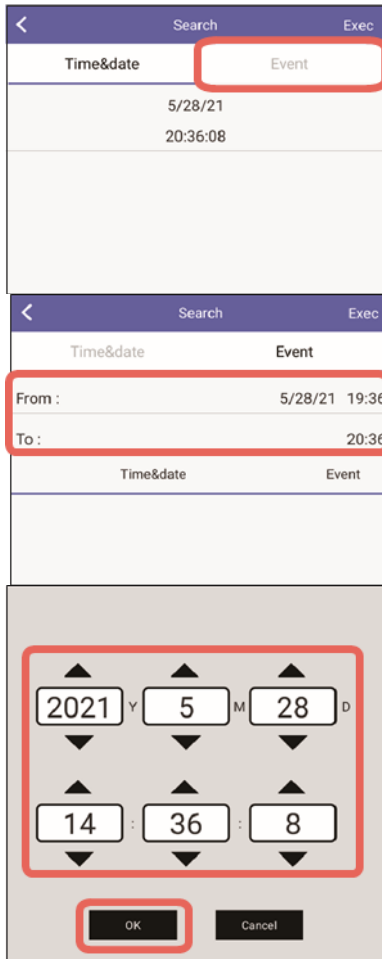 Search Exec
Time&date Event
5/28/21
20:36:08
Search Exec
Time&date Event
From : 5/28/21 19:36
To : 20:36
Time&date Event
2021 Y 5 M 28 D
14 : 36 : 8
OK Cancel